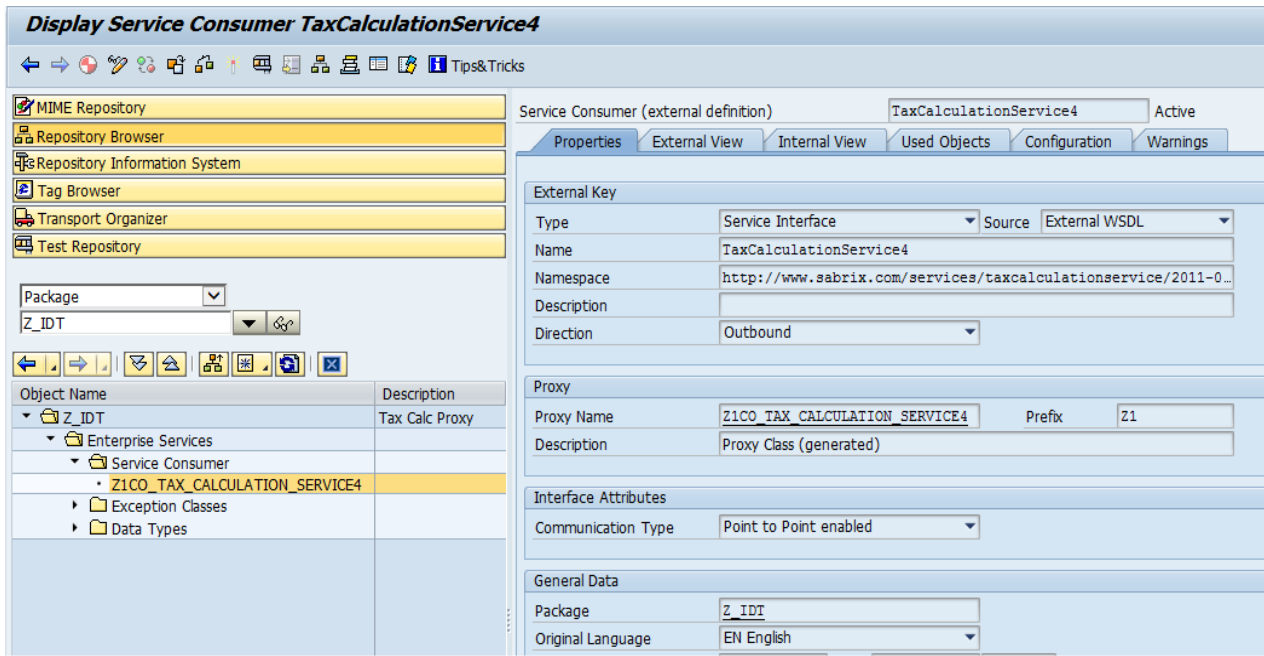 Display Service Consumer TaxCalculationService4
Tips&Tricks
MIME Repository
Repository Browser
Repository Information System
Tag Browser
Transport Organizer
Test Repository
Package
Z_IDT
Object Name Description
Z_IDT Tax Calc Proxy
Enterprise Services
Service Consumer
Z1CO_TAX_CALCULATION_SERVICE4
Exception Classes
Data Types
Service Consumer (external definition) TaxCalculationService4 Active
Properties External View Internal View Used Objects Configuration Warnings
External Key
Type Service Interface Source External WSDL
Name TaxCalculationService4
Namespace http://www.sabrix.com/services/taxcalculationservice/2011-0…
Description
Direction Outbound
Proxy
Proxy Name Z1CO_TAX_CALCULATION_SERVICE4 Prefix Z1
Description Proxy Class (generated)
Interface Attributes
Communication Type Point to Point enabled
General Data
Package Z_IDT
Original Language EN English